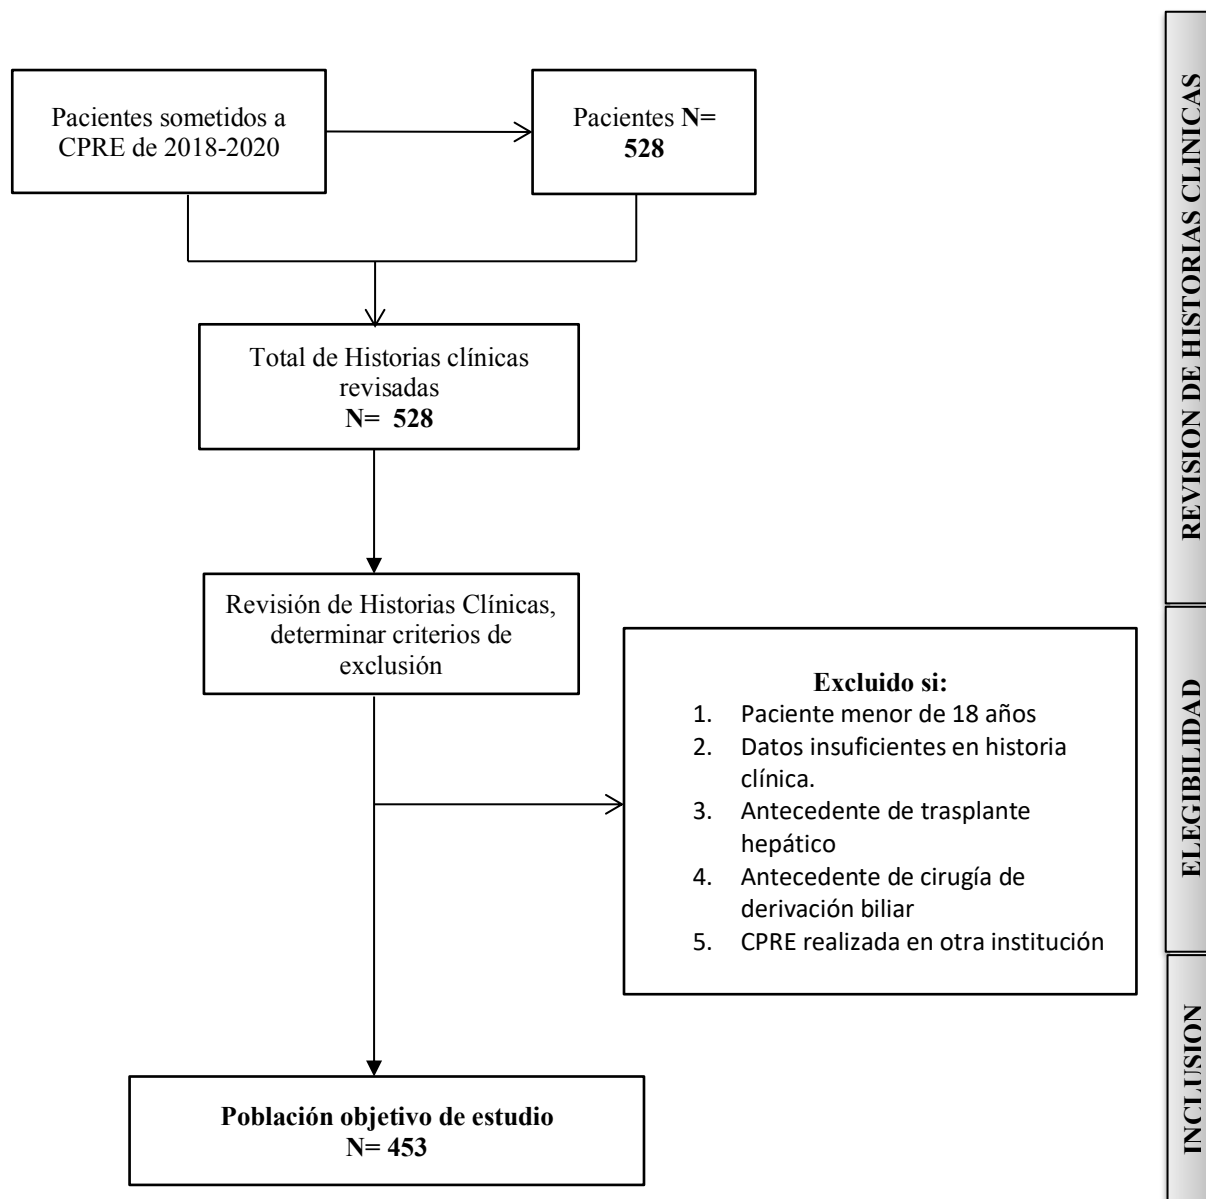 Pacientes sometidos a
CPRE de 2018-2020
Pacientes N=
528
Total de Historias clínicas
revisadas
N= 528
Revisión de Historias Clínicas,
determinar criterios de
exclusión
Excluido si:
1. Paciente menor de 18 años
2. Datos insuficientes en historia
clínica.
3. Antecedente de trasplante
hepático
4. Antecedente de cirugía de
derivación biliar
5. CPRE realizada en otra institución
Población objetivo de estudio
N= 453
REVISION DE HISTORIAS CLINICAS
ELEGIBILIDAD
INCLUSION